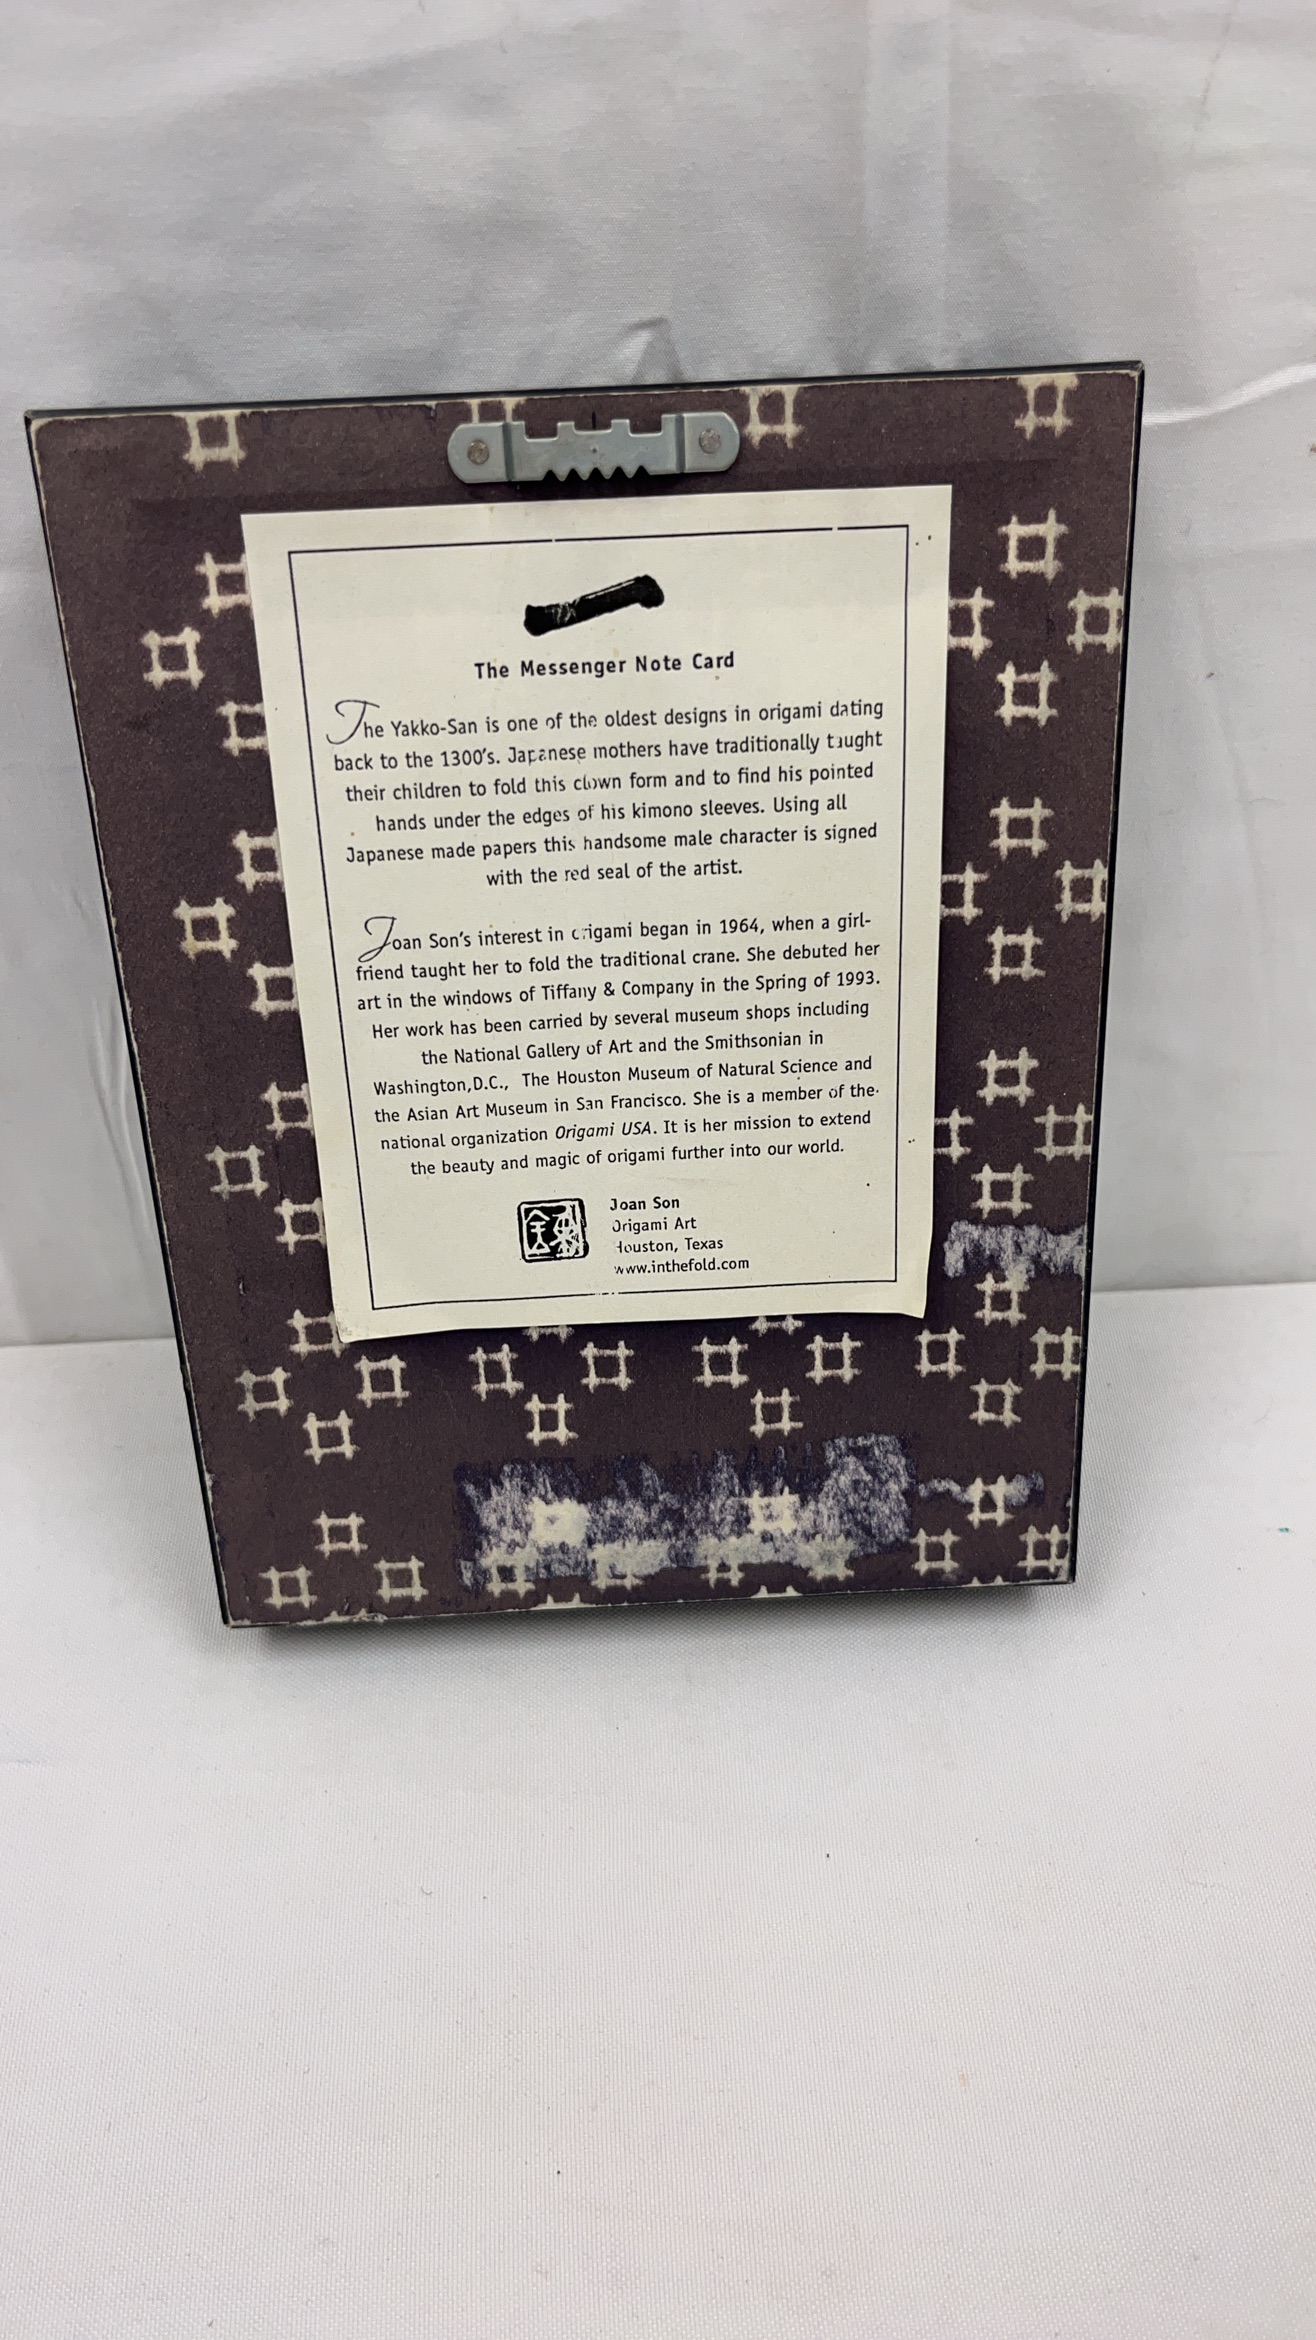 The Messenger Note Card
The Yakko-San is one of the oldest designs in origami dating
back to the 1300's. Japanese mothers have traditionally taught
their children to fold this clown form and to find his pointed
hands under the edges of his kimono sleeves. Using all
Japanese made papers this handsome male character is signed
with the red seal of the artist.
Joan Son's interest in origami began in 1964, when a girl-
friend taught her to fold the traditional crane. She debuted her
art in the windows of Tiffany & Company in the Spring of 1993.
Her work has been carried by several museum shops including
the National Gallery of Art and the Smithsonian in
Washington,D.C., The Houston Museum of Natural Science and
the Asian Art Museum in San Francisco. She is a member of the
national organization Origami USA. It is her mission to extend
the beauty and magic of origami further into our world.
Joan Son
Origami Art
Houston, Texas
www.inthefold.com